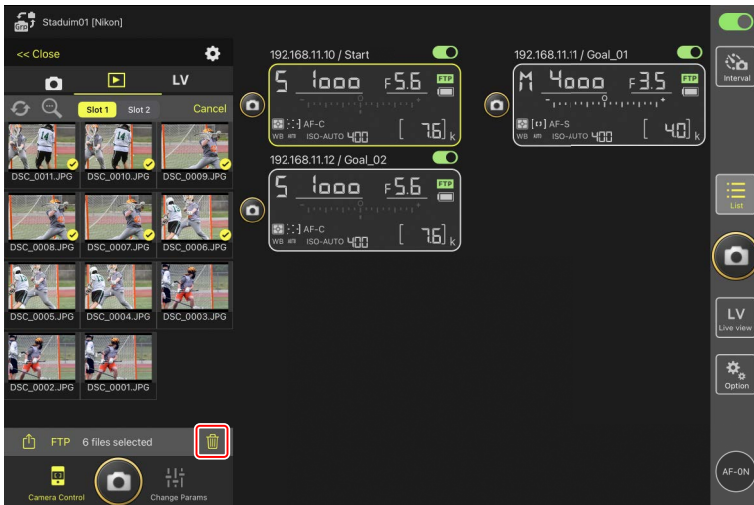 Grp Staduim01 [Nikon]
<< Close
LV
Slot 1 Slot 2 Cancel
DSC_0011.JPG DSC_0010.JPG DSC_0009.JPG
DSC_0008.JPG DSC_0007.JPG DSC_0006.JPG
DSC_0005.JPG DSC_0004.JPG DSC_0003.JPG
DSC_0002.JPG DSC_0001.JPG
FTP 6 files selected
Camera Control Change Params
192.168.11.10 / Start
S 1000 F5.6 FTP
AF-C
WB ISO-AUTO 400 [ 7.6] k
192.168.11.11 / Goal_01
M 4000 F3.5 FTP
AF-S
WB ISO-AUTO 400 [ 4.0] k
192.168.11.12 / Goal_02
S 1000 F5.6 FTP
AF-C
WB ISO-AUTO 400 [ 7.6] k
Interval
List
LV
Live view
Option
AF-ON